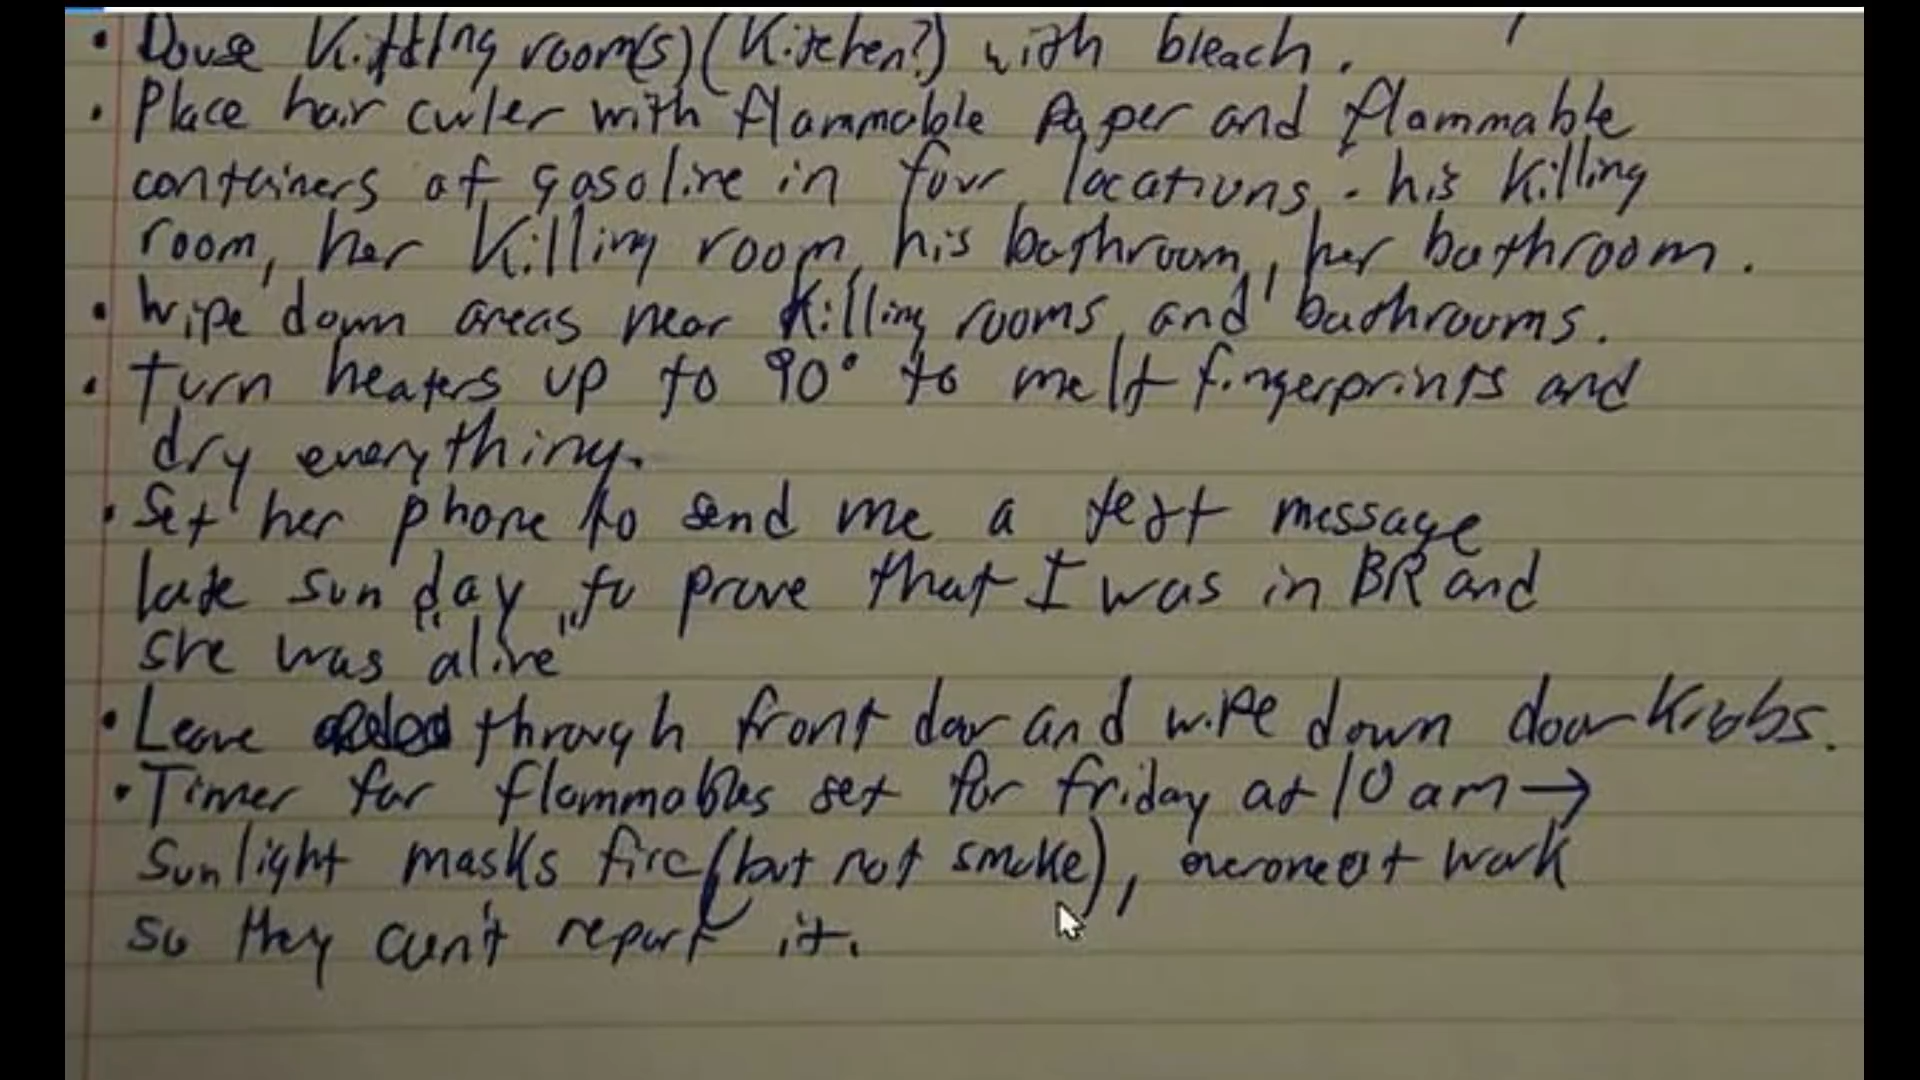 • Douse Killing room(s) (Kitchen?) with bleach.
• Place hair curler with flammable Paper and flammable
containers of gasoline in four locations. his Killing
room, her Killing room, his bathroom, her bathroom.
• Wipe down areas near Killing rooms, and bathrooms.
• Turn heaters up to 90° to melt fingerprints and
dry everything.
• Set her phone to send me a text message
late Sunday "to prove that I was in BR and
she was "alive"
• Leave through front door and wipe down door Knobs.
• Timer for flammables set for friday at 10 am →
Sunlight masks fire (but not smoke), at work
so they can't report it.